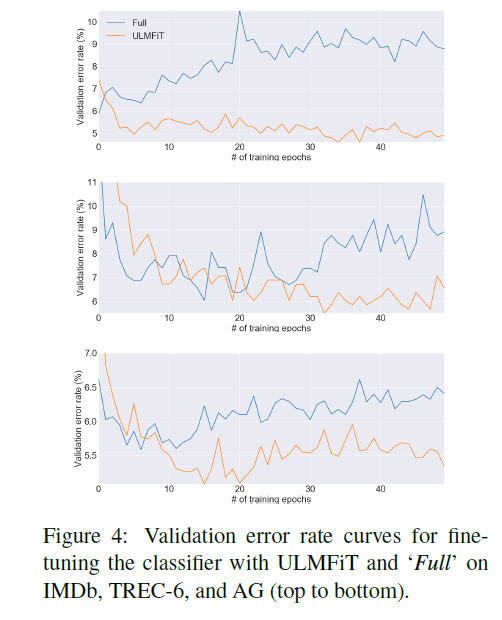 Full
ULMFiT
Validation error rate (%)
10
9
8
7
6
5
0
10
20
30
40
# of training epochs
Validation error rate (%)
11
10
9
8
7
6
0
10
20
30
40
# of training epochs
Validation error rate (%)
7.0
6.5
6.0
5.5
0
10
20
30
40
# of training epochs
Figure 4: Validation error rate curves for fine-
tuning the classifier with ULMFiT and ‘Full’ on
IMDb, TREC-6, and AG (top to bottom).